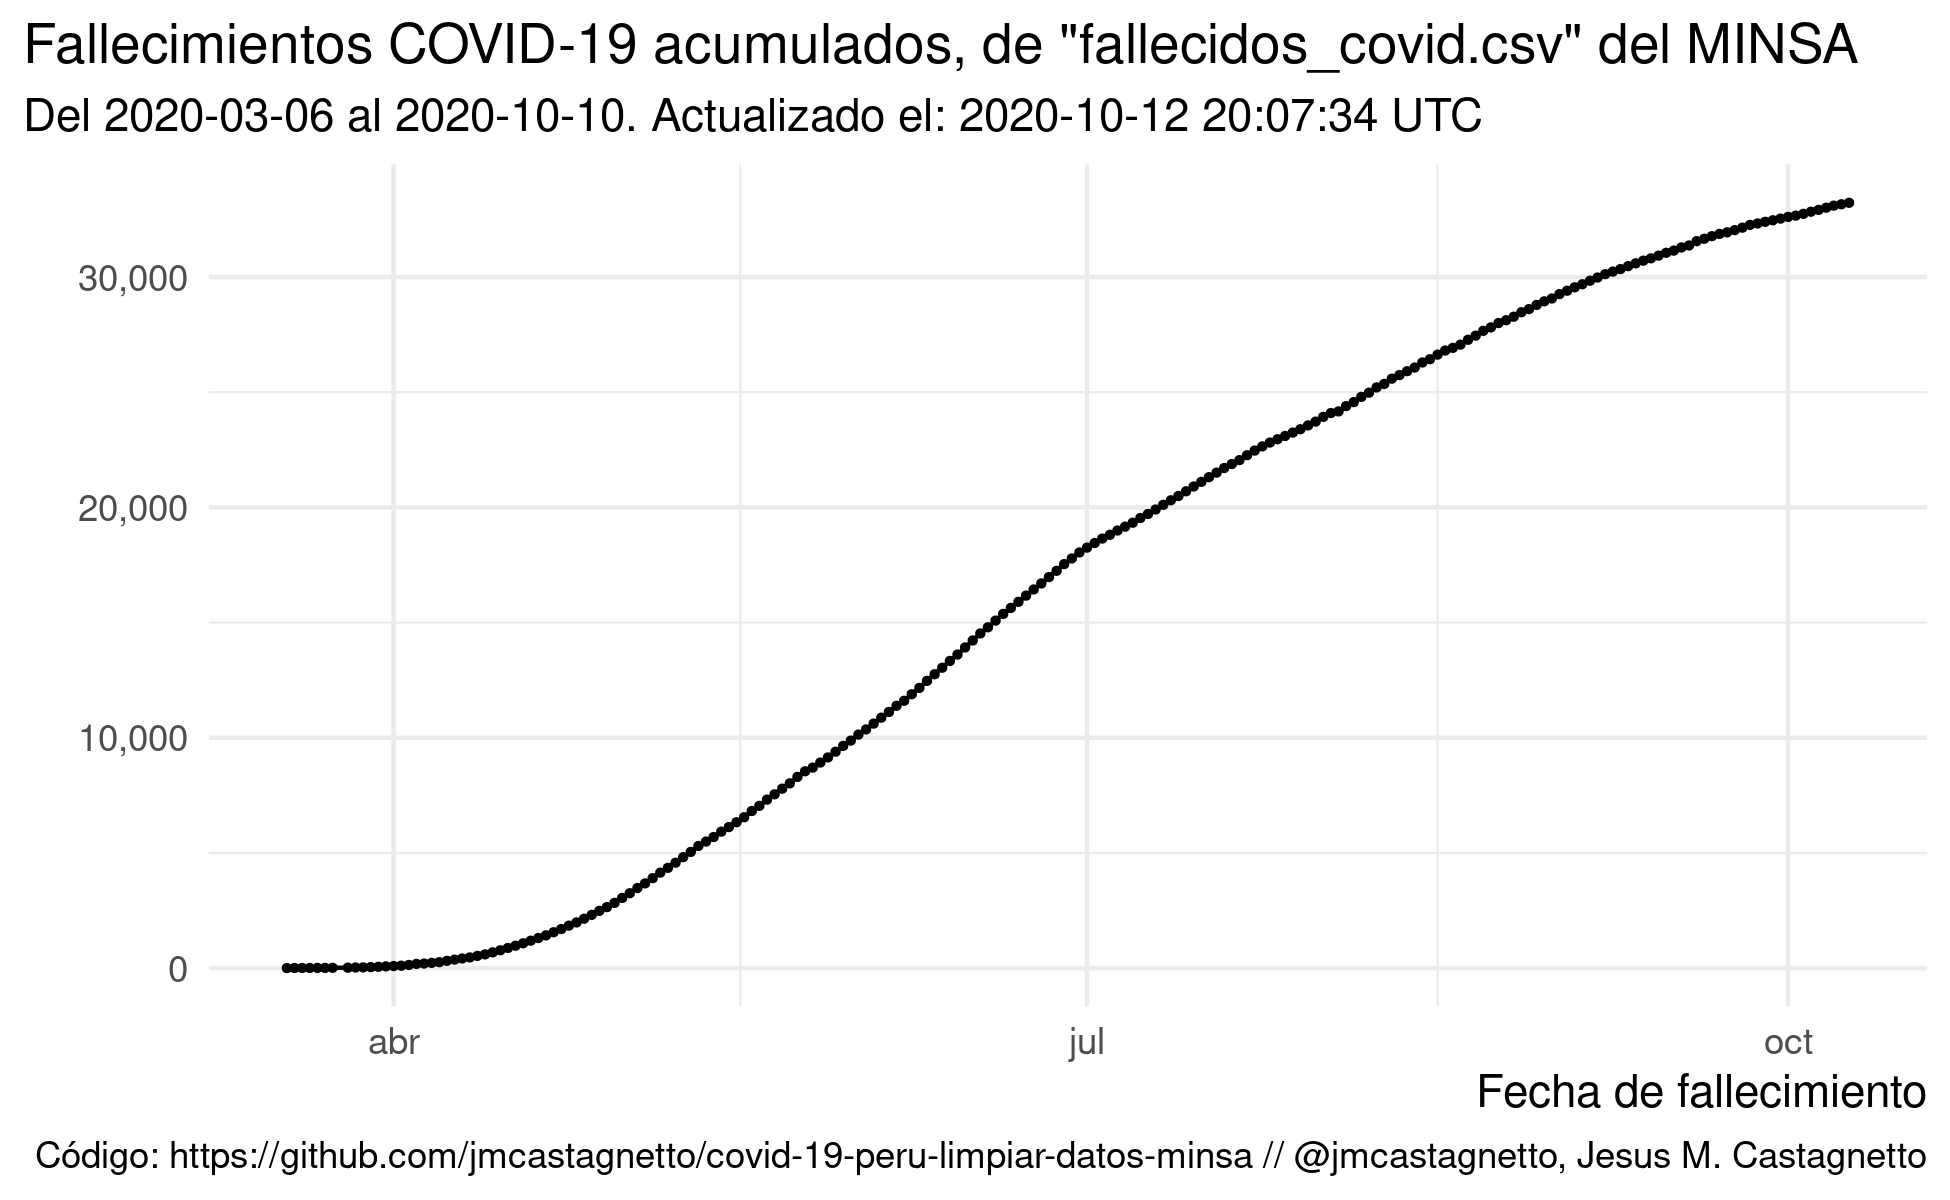 Fallecimientos COVID-19 acumulados, de "fallecidos_covid.csv" del MINSA
Del 2020-03-06 al 2020-10-10. Actualizado el: 2020-10-12 20:07:34 UTC
30,000
20,000
10,000
0
abr jul oct
Fecha de fallecimiento
Código: https://github.com/jmcastagnetto/covid-19-peru-limpiar-datos-minsa // @jmcastagnetto, Jesus M. Castagnetto